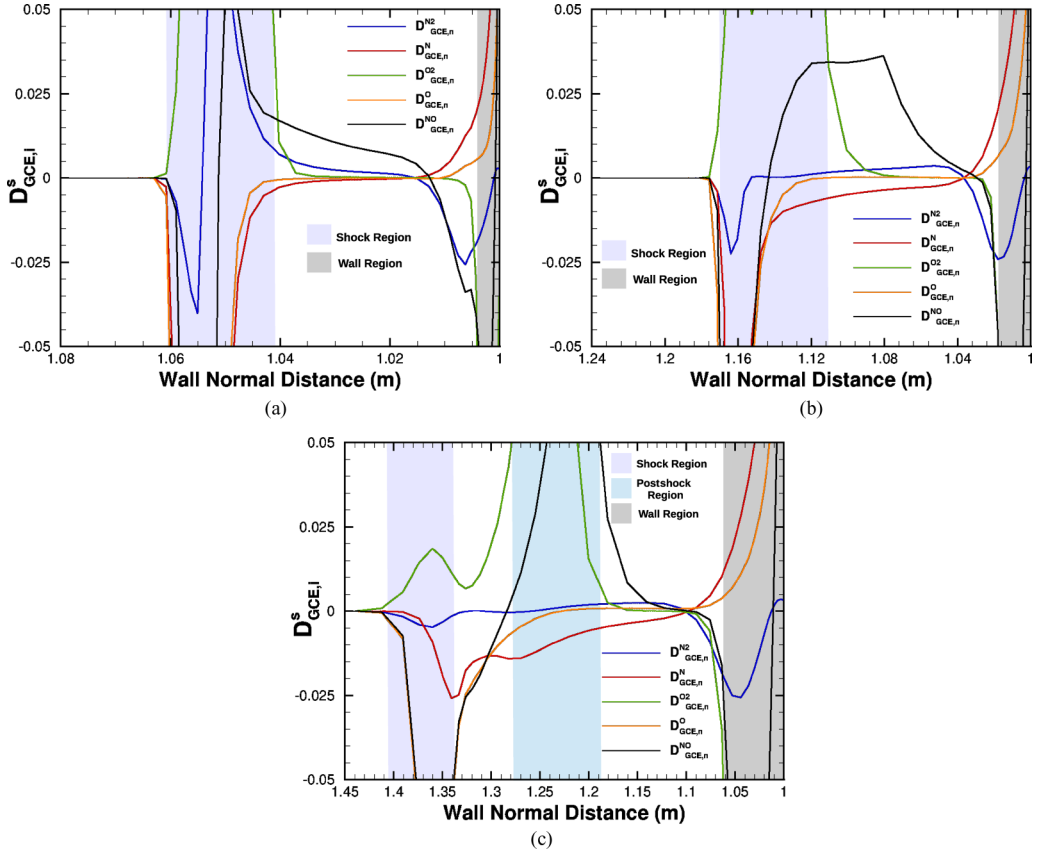 0.05
0.025
0
-0.025
-0.05
D^s_GCE,i
D^N2_GCE,n
D^N_GCE,n
D^O2_GCE,n
D^O_GCE,n
D^NO_GCE,n
Shock Region
Wall Region
1.08 1.06 1.04 1.02 1
Wall Normal Distance (m)
(a)
0.05
0.025
0
-0.025
-0.05
D^s_GCE,i
Shock Region
Wall Region
D^N2_GCE,n
D^N_GCE,n
D^O2_GCE,n
D^O_GCE,n
D^NO_GCE,n
1.24 1.2 1.16 1.12 1.08 1.04 1
Wall Normal Distance (m)
(b)
0.05
0.025
0
-0.025
-0.05
D^s_GCE,i
Shock Region
Postshock
Region
Wall Region
D^N2_GCE,n
D^N_GCE,n
D^O2_GCE,n
D^O_GCE,n
D^NO_GCE,n
1.45 1.4 1.35 1.3 1.25 1.2 1.15 1.1 1.05 1
Wall Normal Distance (m)
(c)